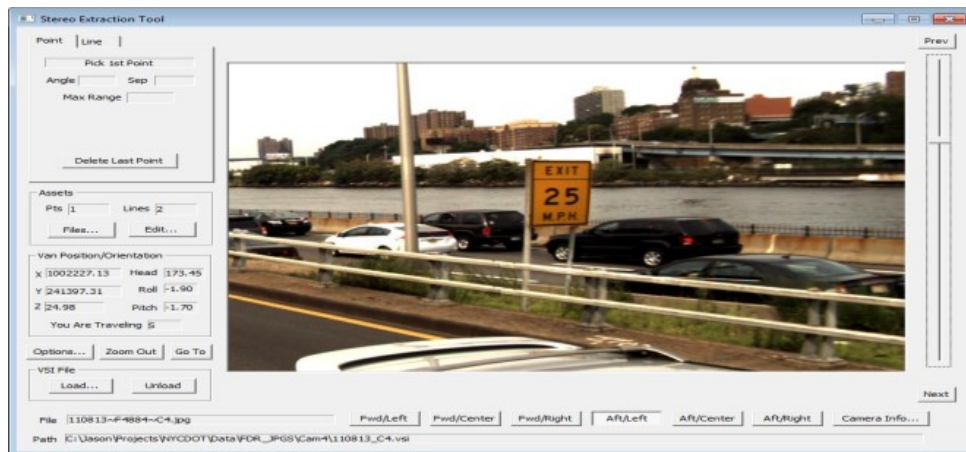 Stereo Extraction Tool
Point Line
Pick 1st Point
Angle Sep
Max Range
Delete Last Point
Assets
Pts 1 Lines 2
Files... Edit...
Van Position/Orientation
X 1002227.13 Head 173.45
Y 241397.31 Roll -1.90
Z 24.98 Pitch -1.70
You Are Traveling S
Options... Zoom Out Go To
VSI File
Load... Unload
Prev
EXIT
25
M.P.H.
Next
File 110813~F4884~C4.jpg
Fwd/Left Fwd/Center Fwd/Right Aft/Left Aft/Center Aft/Right Camera Info...
Path C:\Jason\Projects\NYCDOT\Data\FDR_JPGS\Cam4\110813_C4.vsi